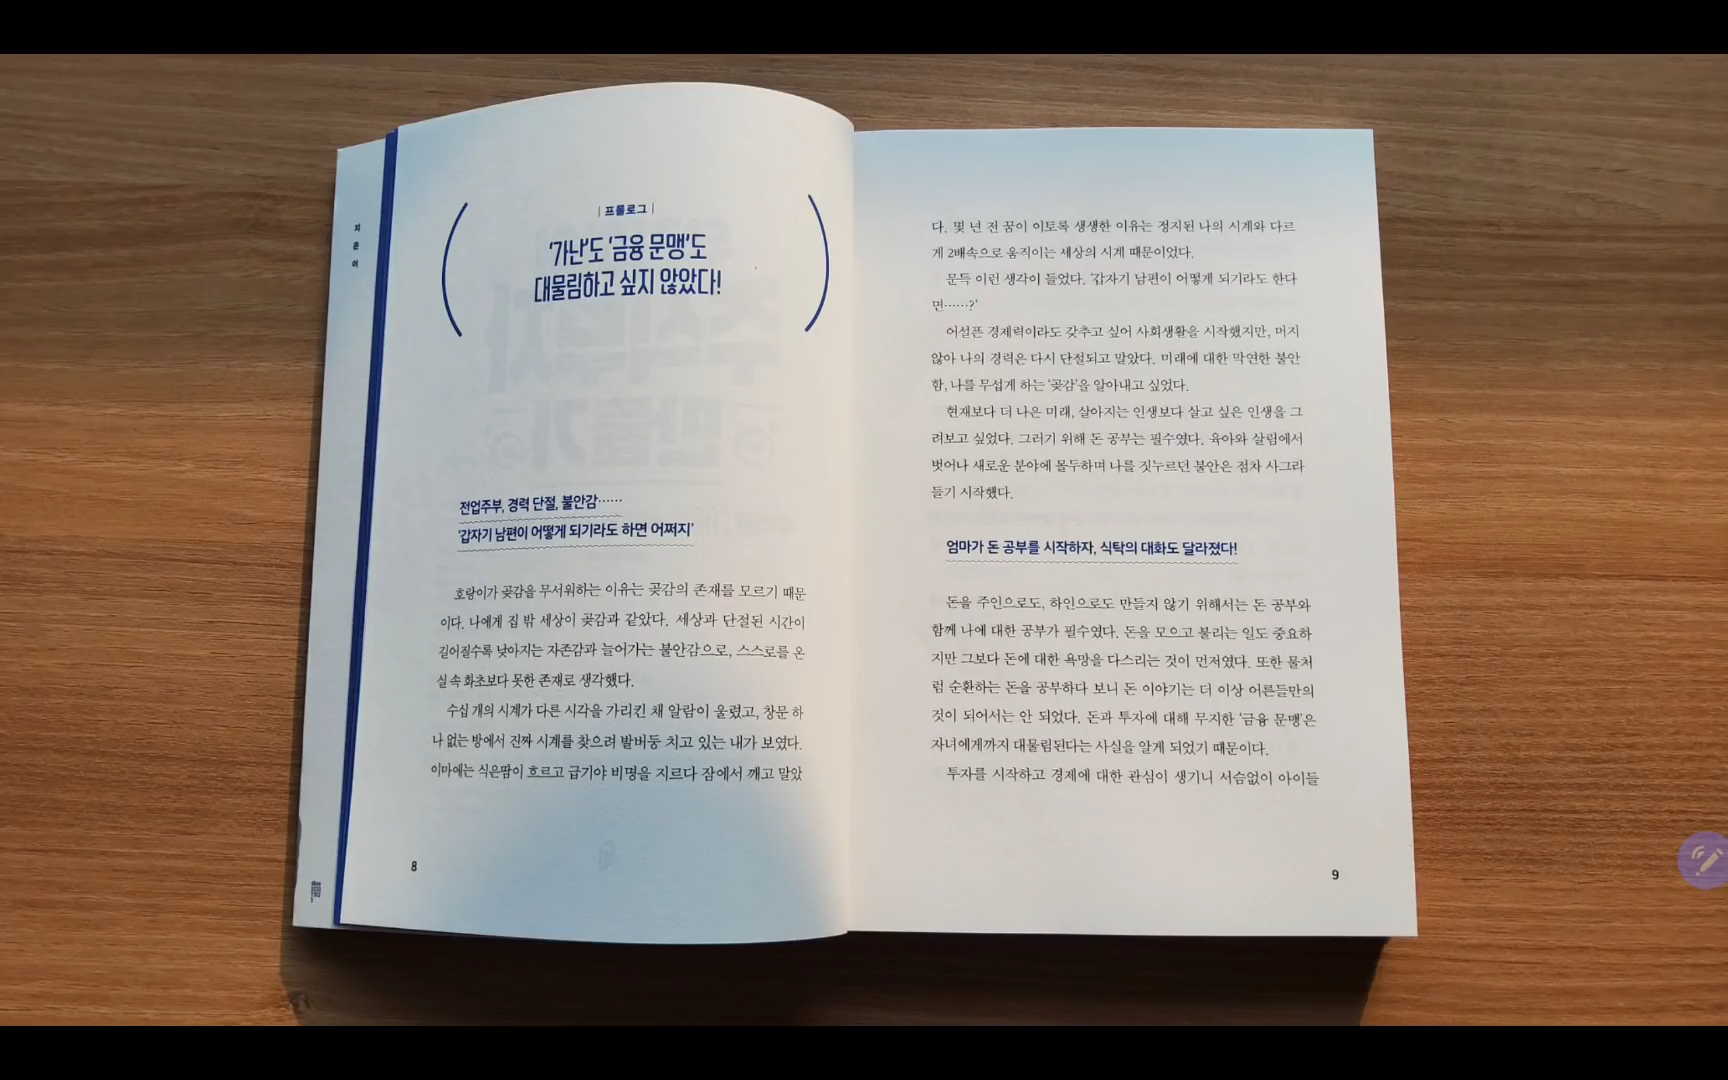 지
은
이
| 프롤로그 |
‘가난’도 ‘금융 문맹’도
대물림하고 싶지 않았다!
전업주부, 경력 단절, 불안감……
‘갑자기 남편이 어떻게 되기라도 하면 어쩌지’
호랑이가 곶감을 무서워하는 이유는 곶감의 존재를 모르기 때문
이다. 나에게 집 밖 세상이 곶감과 같았다. 세상과 단절된 시간이
길어질수록 낮아지는 자존감과 늘어가는 불안감으로, 스스로를 온
실 속 화초보다 못한 존재로 생각했다.
수십 개의 시계가 다른 시각을 가리킨 채 알람이 울렸고, 창문 하
나 없는 방에서 진짜 시계를 찾으려 발버둥 치고 있는 내가 보였다.
이마에는 식은땀이 흐르고 급기야 비명을 지르다 잠에서 깨고 말았
8
다. 몇 년 전 꿈이 이토록 생생한 이유는 정지된 나의 시계와 다르
게 2배속으로 움직이는 세상의 시계 때문이었다.
문득 이런 생각이 들었다. ‘갑자기 남편이 어떻게 되기라도 한다
면……?’
어설픈 경제력이라도 갖추고 싶어 사회생활을 시작했지만, 머지
않아 나의 경력은 다시 단절되고 말았다. 미래에 대한 막연한 불안
함, 나를 무섭게 하는 ‘곶감’을 알아내고 싶었다.
현재보다 더 나은 미래, 살아지는 인생보다 살고 싶은 인생을 그
려보고 싶었다. 그러기 위해 돈 공부는 필수였다. 육아와 살림에서
벗어나 새로운 분야에 몰두하며 나를 짓누르던 불안은 점차 사그라
들기 시작했다.
엄마가 돈 공부를 시작하자, 식탁의 대화도 달라졌다!
돈을 주인으로도, 하인으로도 만들지 않기 위해서는 돈 공부와
함께 나에 대한 공부가 필수였다. 돈을 모으고 불리는 일도 중요하
지만 그보다 돈에 대한 욕망을 다스리는 것이 먼저였다. 또한 물처
럼 순환하는 돈을 공부하다 보니 돈 이야기는 더 이상 어른들만의
것이 되어서는 안 되었다. 돈과 투자에 대해 무지한 ‘금융 문맹’은
자녀에게까지 대물림된다는 사실을 알게 되었기 때문이다.
투자를 시작하고 경제에 대한 관심이 생기니 서슴없이 아이들
9